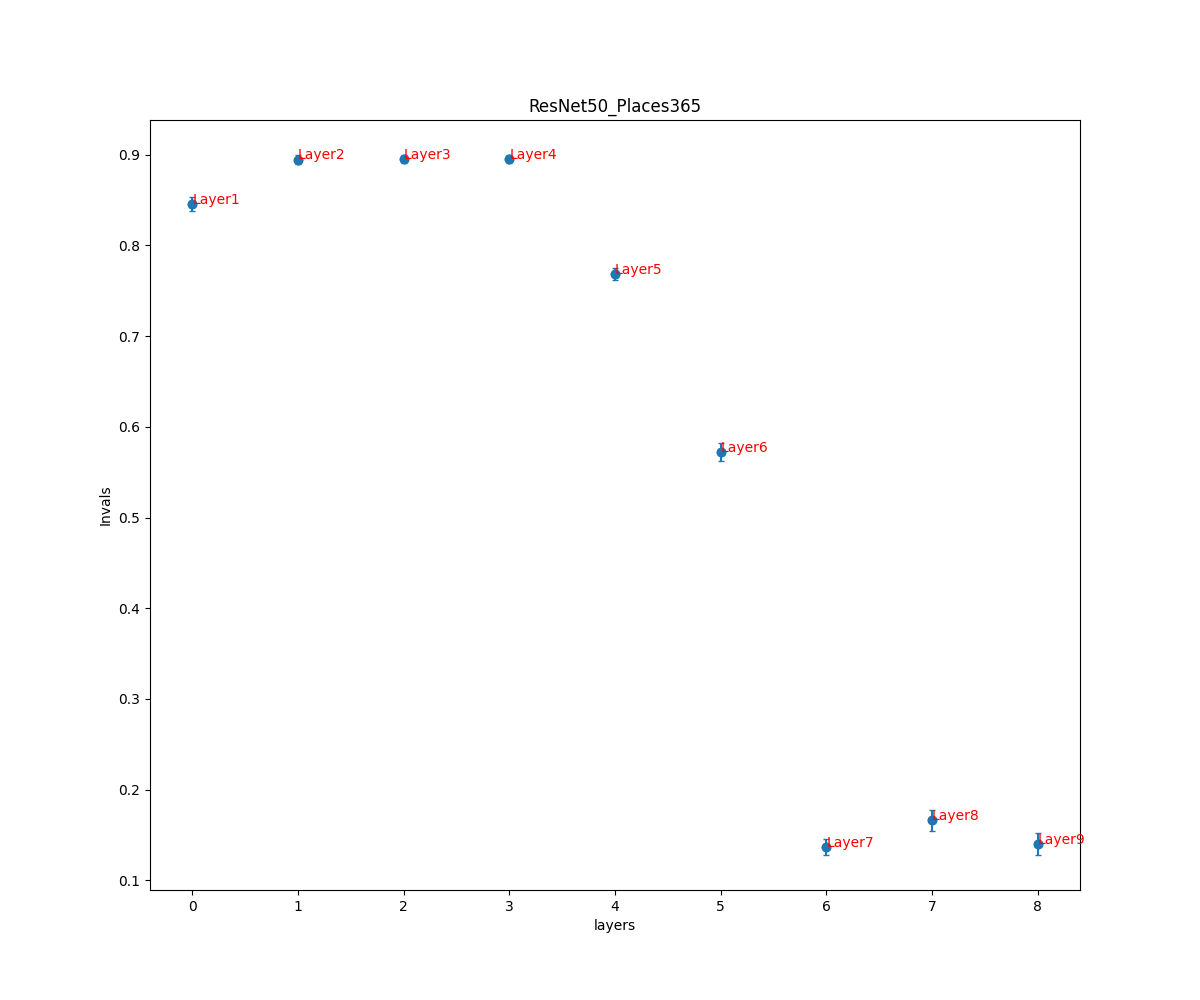 ResNet50_Places365
0.9
0.8
0.7
0.6
0.5
0.4
0.3
0.2
0.1
Invals
Layer1
Layer2
Layer3
Layer4
Layer5
Layer6
Layer7
Layer8
Layer9
0 1 2 3 4 5 6 7 8
layers